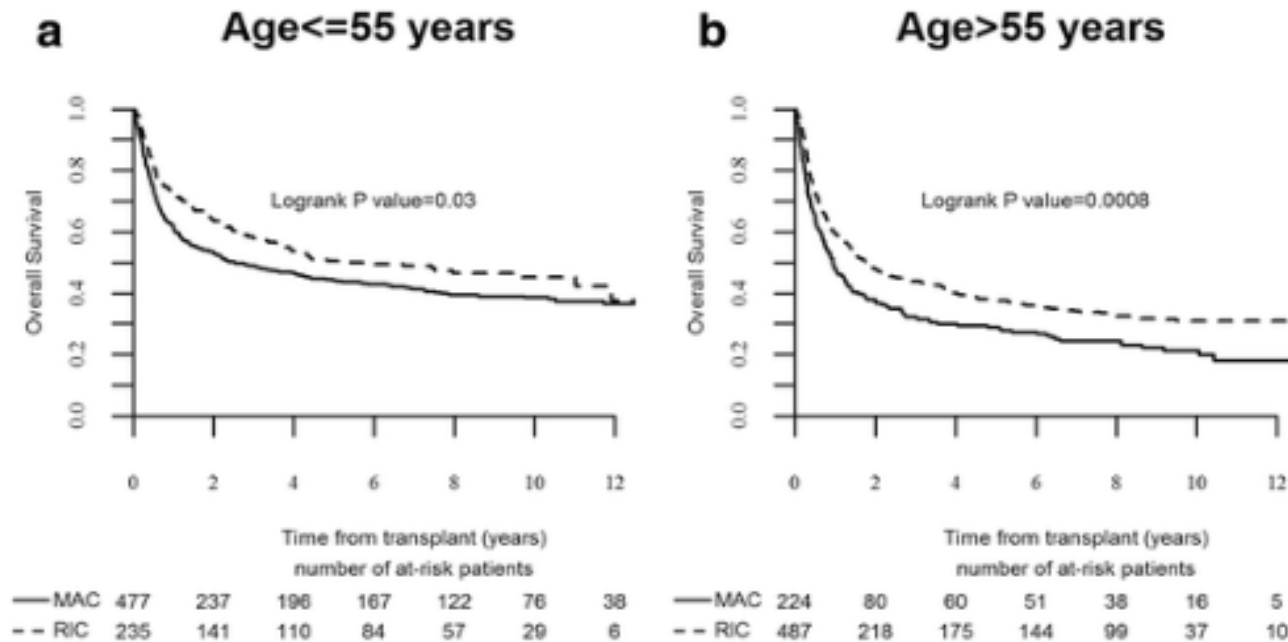 a Age<=55 years
1.0
0.8
0.6
0.4
0.2
0.0
Overall Survival
Logrank P value=0.03
0 2 4 6 8 10 12
Time from transplant (years)
number of at-risk patients
MAC 477 237 196 167 122 76 38
RIC 235 141 110 84 57 29 6
b Age>55 years
1.0
0.8
0.6
0.4
0.2
0.0
Overall Survival
Logrank P value=0.0008
0 2 4 6 8 10 12
Time from transplant (years)
number of at-risk patients
MAC 224 80 60 51 38 16 5
RIC 487 218 175 144 99 37 10